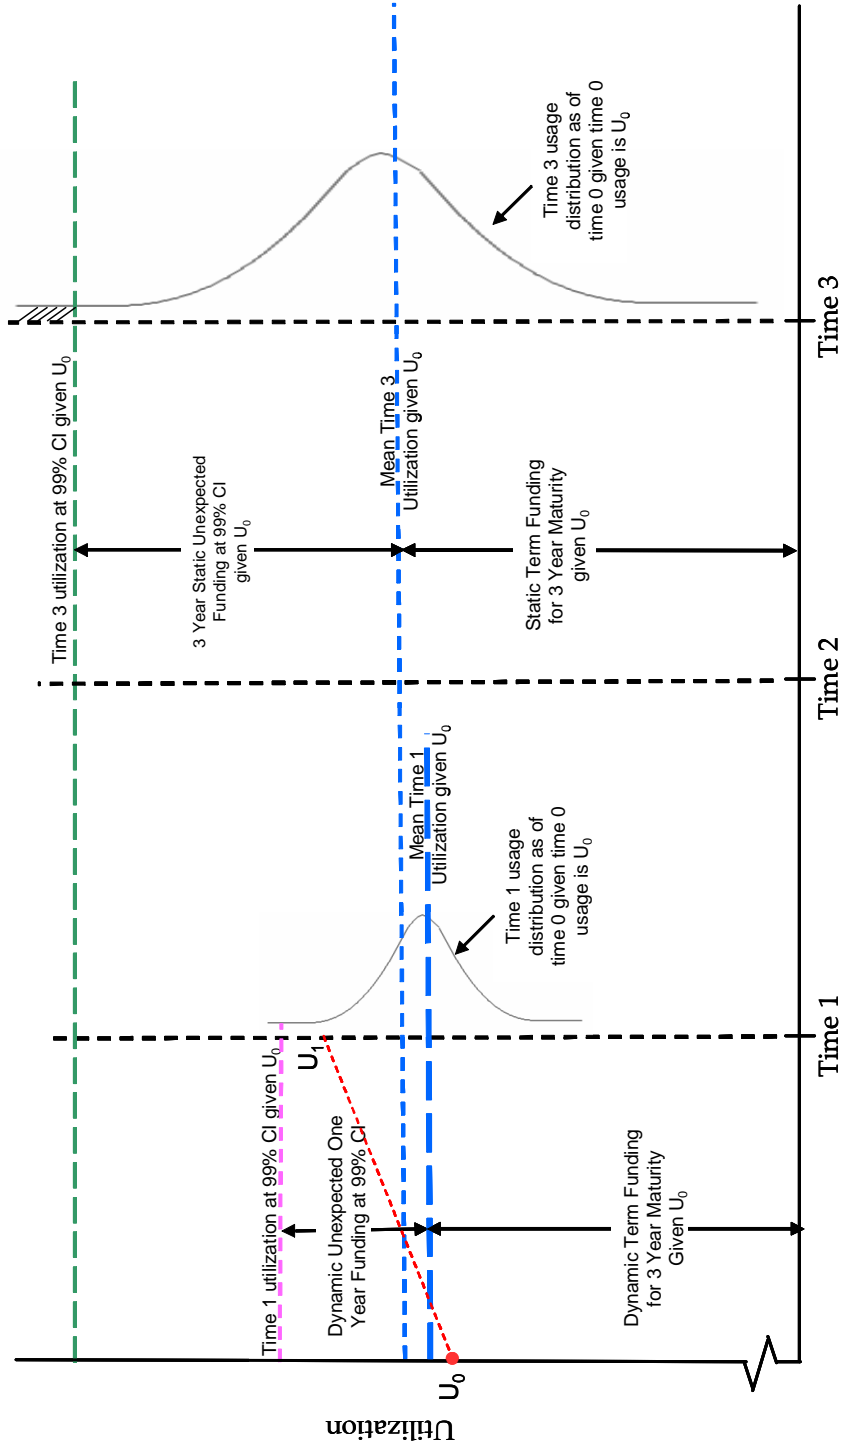 Utilization
Time 3 utilization at 99% CI given U₀
3 Year Static Unexpected
Funding at 99% CI
given U₀
Mean Time 3
Utilization given U₀
Static Term Funding
for 3 Year Maturity
given U₀
Time 3 usage
distribution as of
time 0 given time 0
usage is U₀
Time 1 utilization at 99% CI given U₀
U₁
Dynamic Unexpected One
Year Funding at 99% CI
Mean Time 1
Utilization given U₀
U₀
Time 1 usage
distribution as of
time 0 given time 0
usage is U₀
Dynamic Term Funding
for 3 Year Maturity
Given U₀
Time 1
Time 2
Time 3